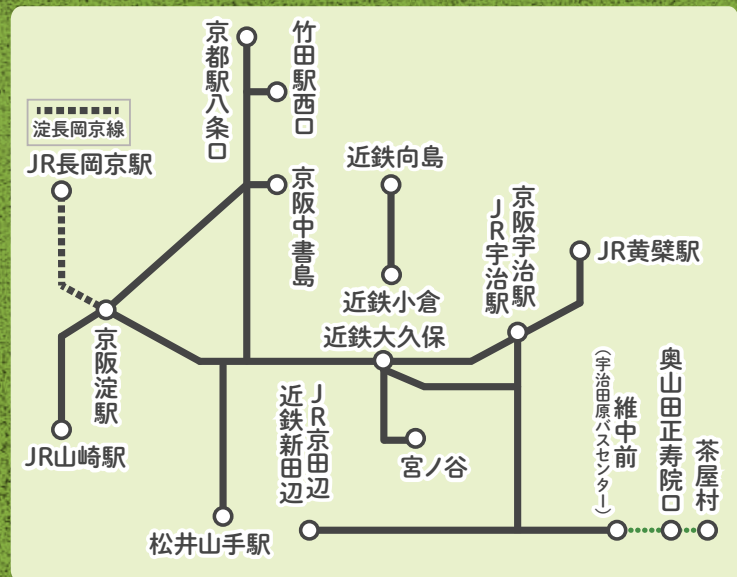 京都駅八条口
竹田駅西口
淀長岡京線
JR長岡京駅
京阪中書島
近鉄向島
近鉄小倉
京阪宇治駅
JR宇治駅
JR黄檗駅
近鉄大久保
京阪淀駅
JR山崎駅
宮ノ谷
松井山手駅
JR京田辺
近鉄新田辺
維中前
(宇治田原バスセンター)
奥山田正寿院口
茶屋村